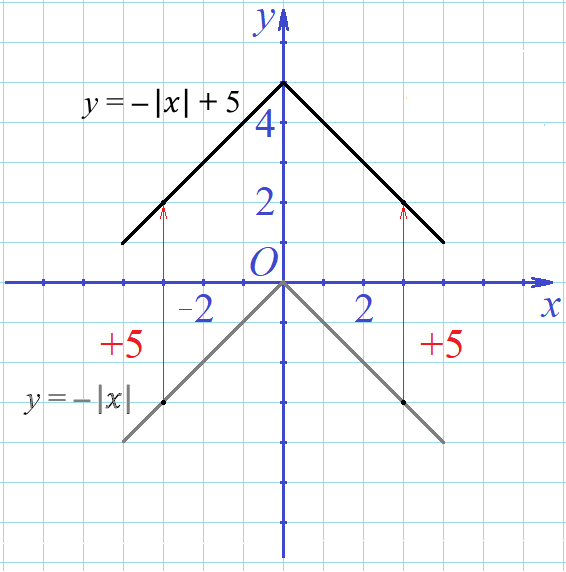 y
y = −|x| + 5
4
2
O
−2
2
x
+5
+5
y = −|x|